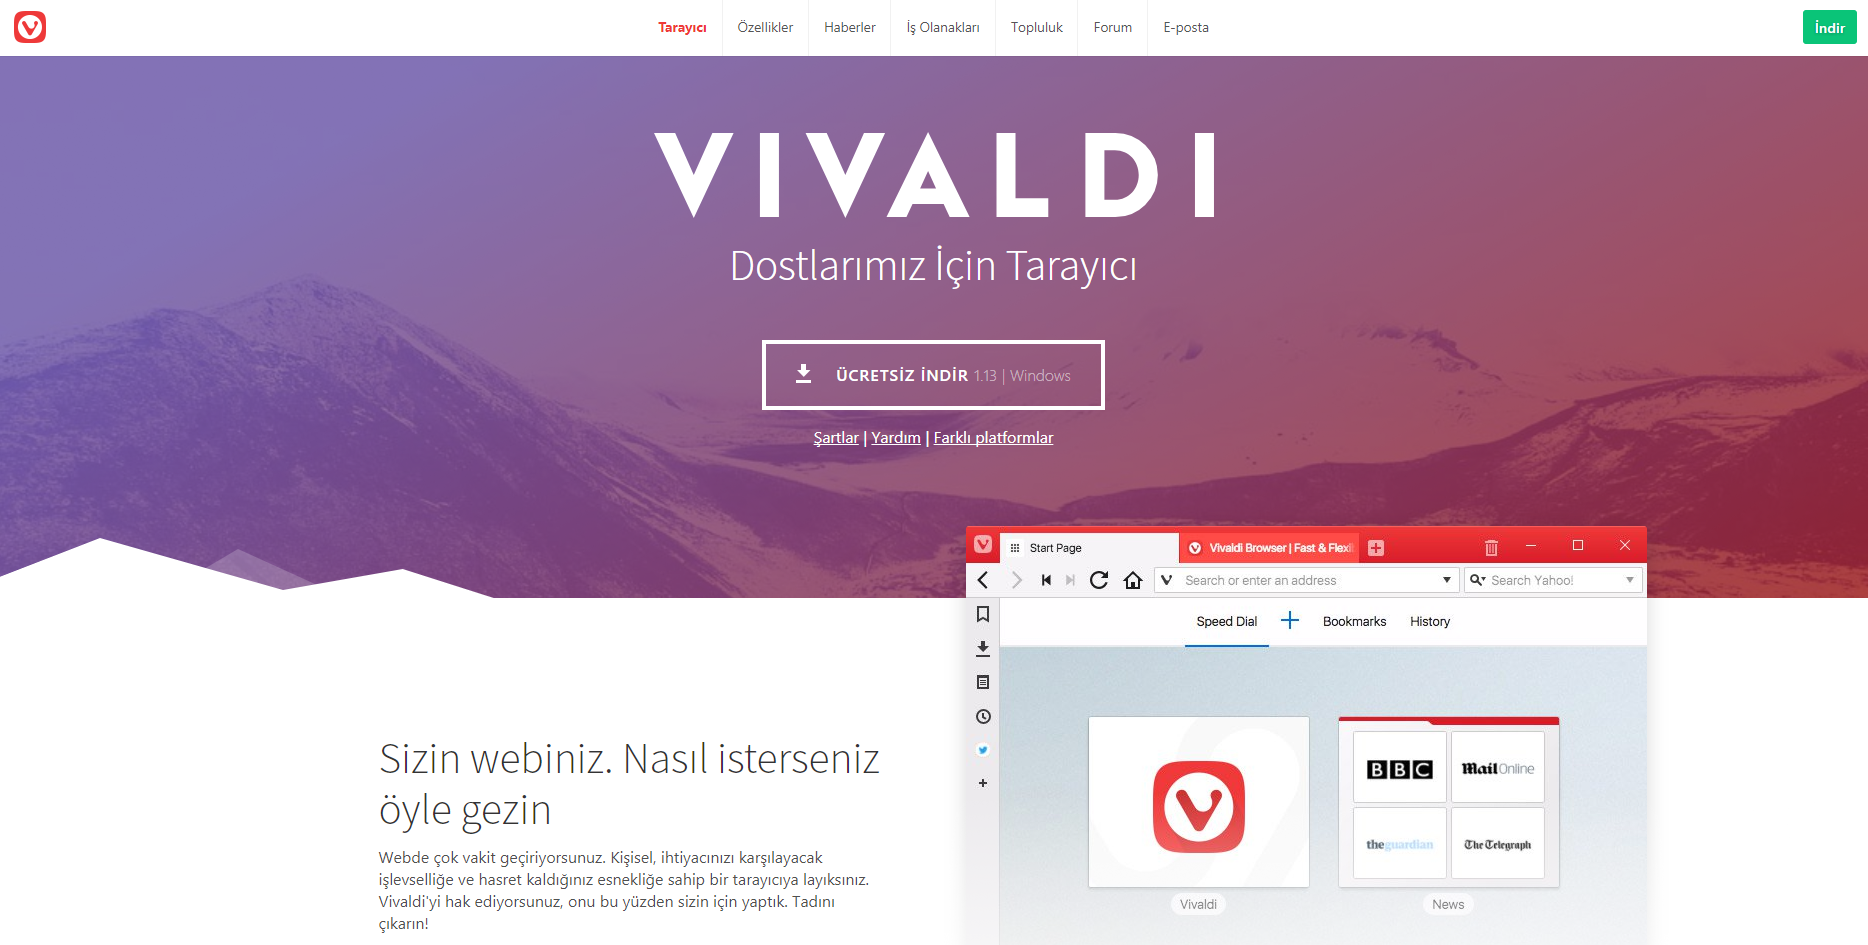 Tarayıcı Özellikler Haberler İş Olanakları Topluluk Forum E-posta İndir
VIVALDI
Dostlarımız İçin Tarayıcı
ÜCRETSİZ İNDİR 1.13 | Windows
Şartlar | Yardım | Farklı platformlar
Start Page Vivaldi Browser | Fast & Flexi
Search or enter an address Search Yahoo!
Speed Dial Bookmarks History
Sizin webiniz. Nasıl isterseniz
öyle gezin
Webde çok vakit geçiriyorsunuz. Kişisel, ihtiyacınızı karşılayacak
işlevselliğe ve hasret kaldığınız esnekliğe sahip bir tarayıcıya layıksınız.
Vivaldi'yi hak ediyorsunuz, onu bu yüzden sizin için yaptık. Tadını
çıkarın!
BBC MailOnline
theguardian The Telegraph
Vivaldi News